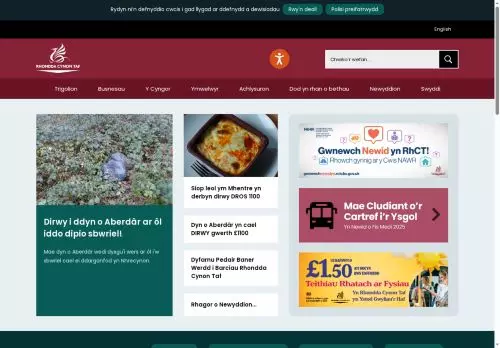 Rydyn ni'n defnyddio cwcis i gad llygad ar ddefnydd a dewisiadau
Rwy'n deall!
Polisi preifatrwydd
English
RHONDDA CYNON TAF
Chwilio'r wefan...
Trigolion
Busnesau
Y Cyngor
Ymwelwyr
Achlysuron
Dod yn rhan o bethau
Newyddion
Swyddi
Dirwy i ddyn o Aberdâr ar ôl
iddo dipio sbwriel!
Mae dyn o Aberdâr wedi dysgu'i wers ar ôl i'w
sbwriel cael ei ddarganfod yn Nhrecynon.
Siop leol ym Mhentre yn
derbyn dirwy DROS 1100
Dyn o Aberdâr yn cael
DIRWY gwerth £1100
Dyfarnu Pedair Baner
Werdd i Barciau Rhondda
Cynon Taf
Rhagor o Newyddion...
Gwnewch Newid yn RhCT!
Rhowch gynnig ar y Cwis NAWR
Mae Cludiant o'r
Cartref i'r Ysgol
Yn Newid o Fis Medi 2025
£1.50
Teithiau Rhatach ar Fysiau
Yn Rhondda Cynon Taf
yn Ystod Gwyliau'r Haf